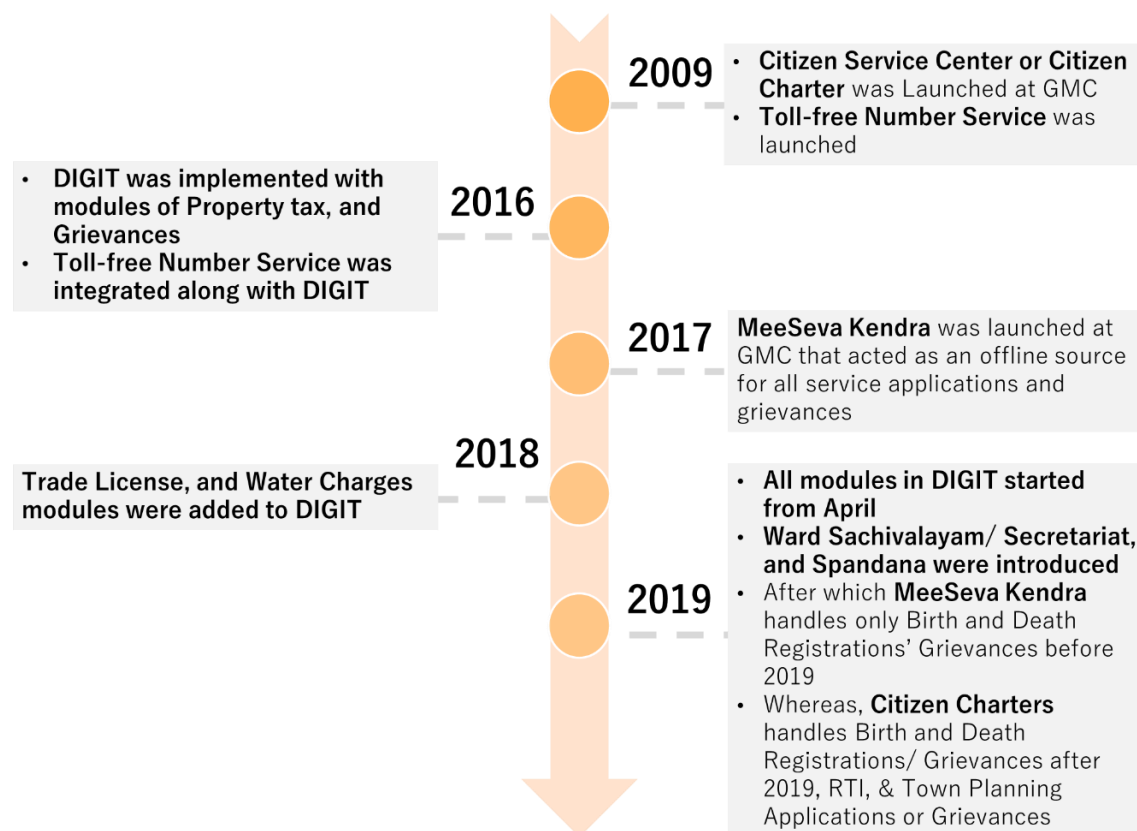 2009
• Citizen Service Center or Citizen
Charter was Launched at GMC
• Toll-free Number Service was
launched
2016
• DIGIT was implemented with
modules of Property tax, and
Grievances
• Toll-free Number Service was
integrated along with DIGIT
2017
MeeSeva Kendra was launched at
GMC that acted as an offline source
for all service applications and
grievances
2018
Trade License, and Water Charges
modules were added to DIGIT
2019
• All modules in DIGIT started
from April
• Ward Sachivalayam/ Secretariat,
and Spandana were introduced
• After which MeeSeva Kendra
handles only Birth and Death
Registrations’ Grievances before
2019
• Whereas, Citizen Charters
handles Birth and Death
Registrations/ Grievances after
2019, RTI, & Town Planning
Applications or Grievances